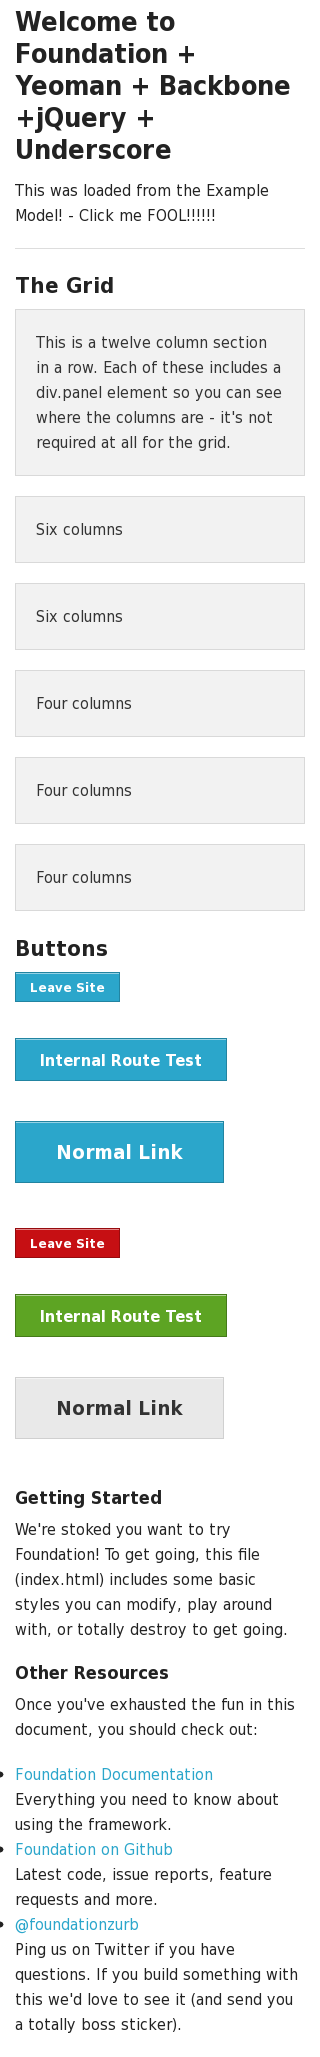 Welcome to
Foundation +
Yeoman + Backbone
+jQuery +
Underscore
This was loaded from the Example
Model! - Click me FOOL!!!!!!
The Grid
This is a twelve column section
in a row. Each of these includes a
div.panel element so you can see
where the columns are - it's not
required at all for the grid.
Six columns
Six columns
Four columns
Four columns
Four columns
Buttons
Leave Site
Internal Route Test
Normal Link
Leave Site
Internal Route Test
Normal Link
Getting Started
We're stoked you want to try
Foundation! To get going, this file
(index.html) includes some basic
styles you can modify, play around
with, or totally destroy to get going.
Other Resources
Once you've exhausted the fun in this
document, you should check out:
Foundation Documentation
Everything you need to know about
using the framework.
Foundation on Github
Latest code, issue reports, feature
requests and more.
@foundationzurb
Ping us on Twitter if you have
questions. If you build something with
this we'd love to see it (and send you
a totally boss sticker).